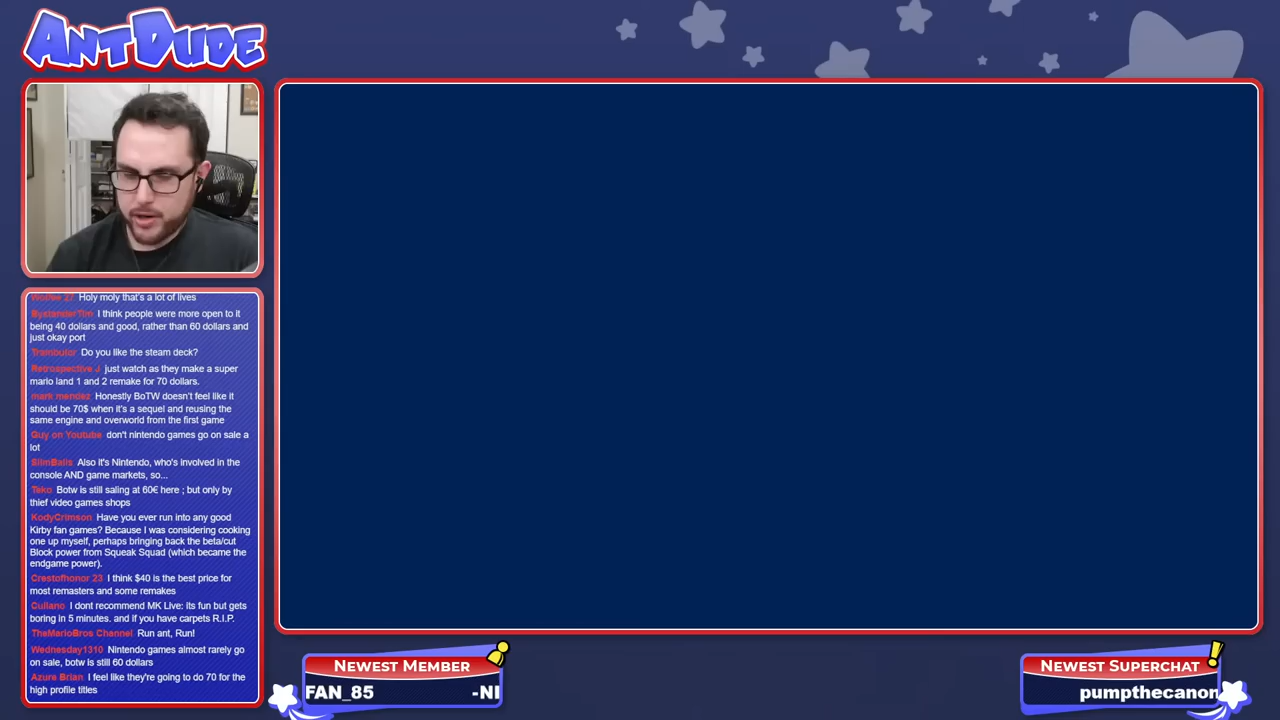 ANTDUDE
Holy moly that's a lot of lives
BystanderTim I think people were more open to it
being 40 dollars and good, rather than 60 dollars and
just okay port
Do you like the steam deck?
Retrospective J just watch as they make a super
mario land 1 and 2 remake for 70 dollars.
mark mendez Honestly BoTW doesn't feel like it
should be 70$ when it's a sequel and reusing the
same engine and overworld from the first game
Guy on Youtube don't nintendo games go on sale a
lot
SlimBalls Also it's Nintendo, who's involved in the
console AND game markets, so...
Teko Botw is still saling at 60€ here ; but only by
thief video games shops
KodyCrimson Have you ever run into any good
Kirby fan games? Because I was considering cooking
one up myself, perhaps bringing back the beta/cut
Block power from Squeak Squad (which became the
endgame power).
Crestofhonor 23 I think $40 is the best price for
most remasters and some remakes
I dont recommend MK Live: its fun but gets
boring in 5 minutes. and if you have carpets R.I.P.
TheMarioBros Channel Run ant, Run!
Wednesday1310 Nintendo games almost rarely go
on sale, botw is still 60 dollars
Azure Brian I feel like they're going to do 70 for the
high profile titles
NEWEST MEMBER
FAN_85 -NI
NEWEST SUPERCHAT
pumpthecanon